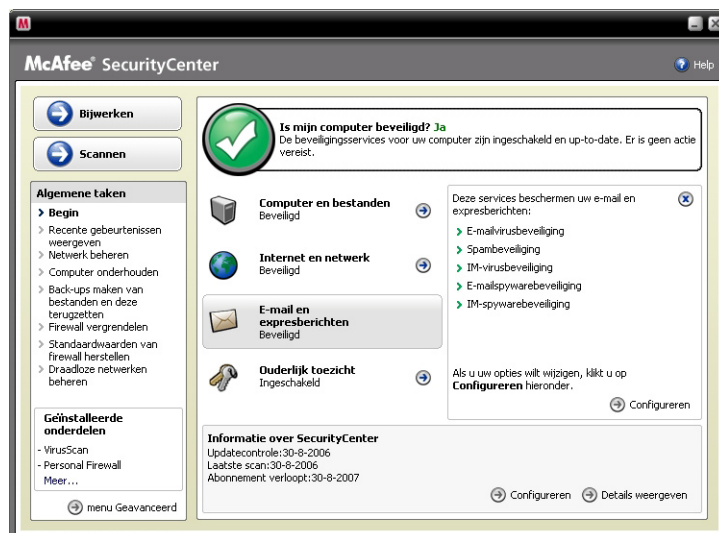 M
McAfee® SecurityCenter
Help
Bijwerken
Scannen
Algemene taken
Begin
Recente gebeurtenissen
weergeven
Netwerk beheren
Computer onderhouden
Back-ups maken van
bestanden en deze
terugzetten
Firewall vergrendelen
Standaardwaarden van
firewall herstellen
Draadloze netwerken
beheren
Geïnstalleerde
onderdelen
- VirusScan
- Personal Firewall
Meer...
menu Geavanceerd
Is mijn computer beveiligd? Ja
De beveiligingsservices voor uw computer zijn ingeschakeld en up-to-date. Er is geen actie
vereist.
Computer en bestanden
Beveiligd
Internet en netwerk
Beveiligd
E-mail en
expresberichten
Beveiligd
Ouderlijk toezicht
Ingeschakeld
Deze services beschermen uw e-mail en
expresberichten:
E-mailvirusbeveiliging
Spambeveiliging
IM-virusbeveiliging
E-mailspywarebeveiliging
IM-spywarebeveiliging
Als u uw opties wilt wijzigen, klikt u op
Configureren hieronder.
Configureren
Informatie over SecurityCenter
Updatecontrole:30-8-2006
Laatste scan:30-8-2006
Abonnement verloopt:30-8-2007
Configureren
Details weergeven